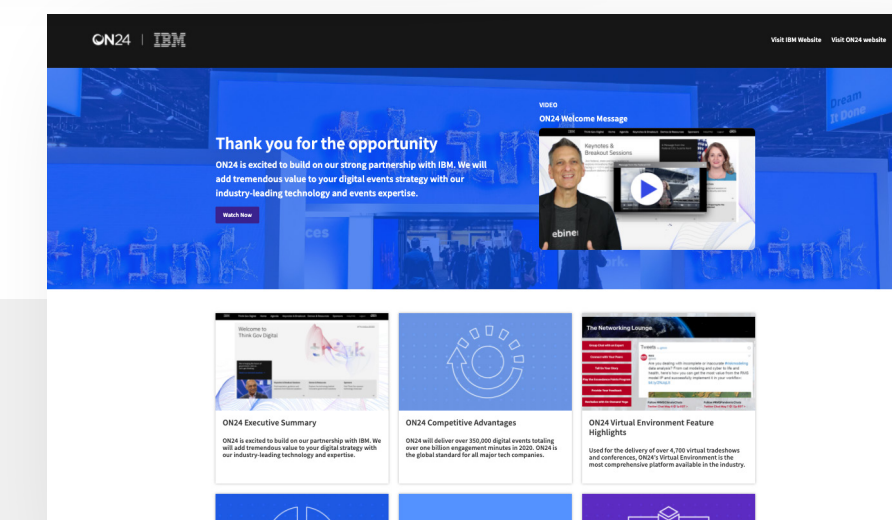 ON24 | IBM
Visit IBM Website Visit ON24 website
Dream
It Done
VIDEO
ON24 Welcome Message
Thank you for the opportunity
ON24 is excited to build on our strong partnership with IBM. We will
add tremendous value to your digital events strategy with our
industry-leading technology and events expertise.
Watch Now
Keynotes &
Breakout Sessions
ebiner
think
Welcome to
Think Gov Digital
The Networking Lounge
Tweets
ON24 Executive Summary
ON24 is excited to build on our partnership with IBM. We
will add tremendous value to your digital strategy with
our industry-leading technology and expertise.
ON24 Competitive Advantages
ON24 will deliver over 350,000 digital events totaling
over one billion engagement minutes in 2020. ON24 is
the global standard for all major tech companies.
ON24 Virtual Environment Feature
Highlights
Used for the delivery of over 4,700 virtual tradeshows
and conferences, ON24's Virtual Environment is the
most comprehensive platform available in the industry.